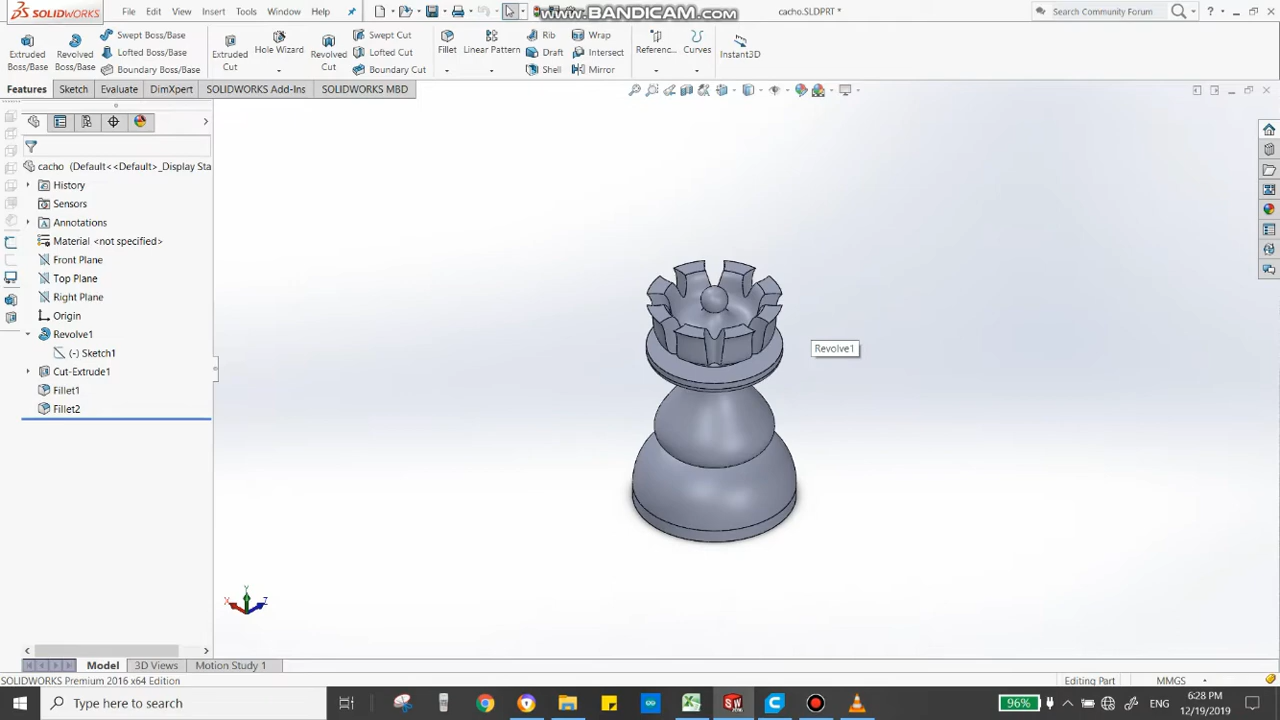 SOLIDWORKS
File Edit View Insert Tools Window Help
WWW.BANDICAM.COM
cacho.SLDPRT *
Search Community Forum
Extruded Boss/Base
Revolved Boss/Base
Swept Boss/Base
Lofted Boss/Base
Boundary Boss/Base
Extruded Cut
Hole Wizard
Revolved Cut
Swept Cut
Lofted Cut
Boundary Cut
Fillet
Linear Pattern
Rib
Draft
Shell
Wrap
Intersect
Mirror
Referenc...
Curves
Instant3D
Features Sketch Evaluate DimXpert SOLIDWORKS Add-Ins SOLIDWORKS MBD
cacho (Default<<Default>_Display Sta
History
Sensors
Annotations
Material <not specified>
Front Plane
Top Plane
Right Plane
Origin
Revolve1
(-) Sketch1
Cut-Extrude1
Fillet1
Fillet2
Revolve1
Y
X
Z
Model 3D Views Motion Study 1
SOLIDWORKS Premium 2016 x64 Edition
Editing Part
MMGS
Type here to search
96%
ENG
6:28 PM
12/19/2019